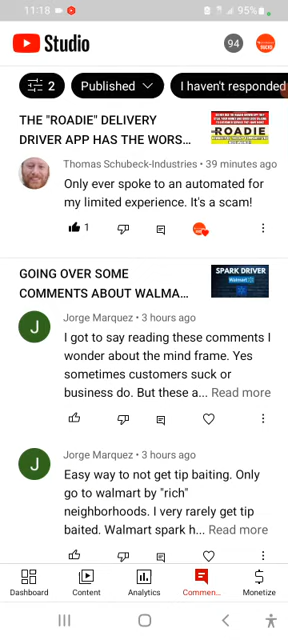 11:18
95%
Studio
94
2
Published
I haven't responded
THE "ROADIE" DELIVERY
DRIVER APP HAS THE WORS...
ROADIE
Thomas Schubeck-Industries • 39 minutes ago
Only ever spoke to an automated for
my limited experience. It's a scam!
1
GOING OVER SOME
COMMENTS ABOUT WALMA...
SPARK DRIVER
Walmart
J
Jorge Marquez • 3 hours ago
I got to say reading these comments I
wonder about the mind frame. Yes
sometimes customers suck or
business do. But these a... Read more
J
Jorge Marquez • 3 hours ago
Easy way to not get tip baiting. Only
go to walmart by "rich"
neighborhoods. I very rarely get tip
baited. Walmart spark h... Read more
Dashboard
Content
Analytics
Commen...
Monetize